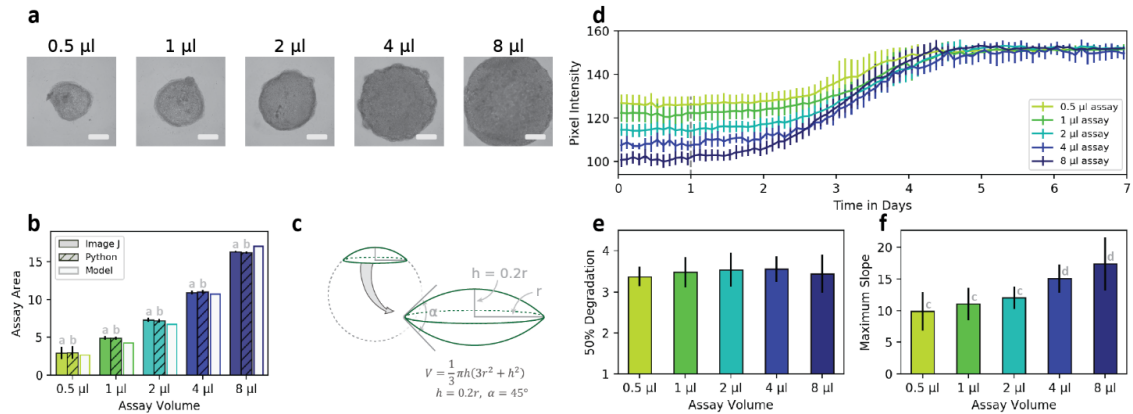 a
0.5 µl 1 µl 2 µl 4 µl 8 µl
b
Assay Area
15
10
5
0
Image J
Python
Model
a b a b a b a b a b
0.5 µl 1 µl 2 µl 4 µl 8 µl
Assay Volume
c
h = 0.2r
r
α
V = 1/3 πh(3r² + h²)
h = 0.2r, α = 45°
d
Pixel Intensity
160
140
120
100
0.5 µl assay
1 µl assay
2 µl assay
4 µl assay
8 µl assay
0 1 2 3 4 5 6 7
Time in Days
e
50% Degradation
4
3
2
1
0.5 µl 1 µl 2 µl 4 µl 8 µl
Assay Volume
f
Maximum Slope
20
15
10
5
0
c c c d d
0.5 µl 1 µl 2 µl 4 µl 8 µl
Assay Volume